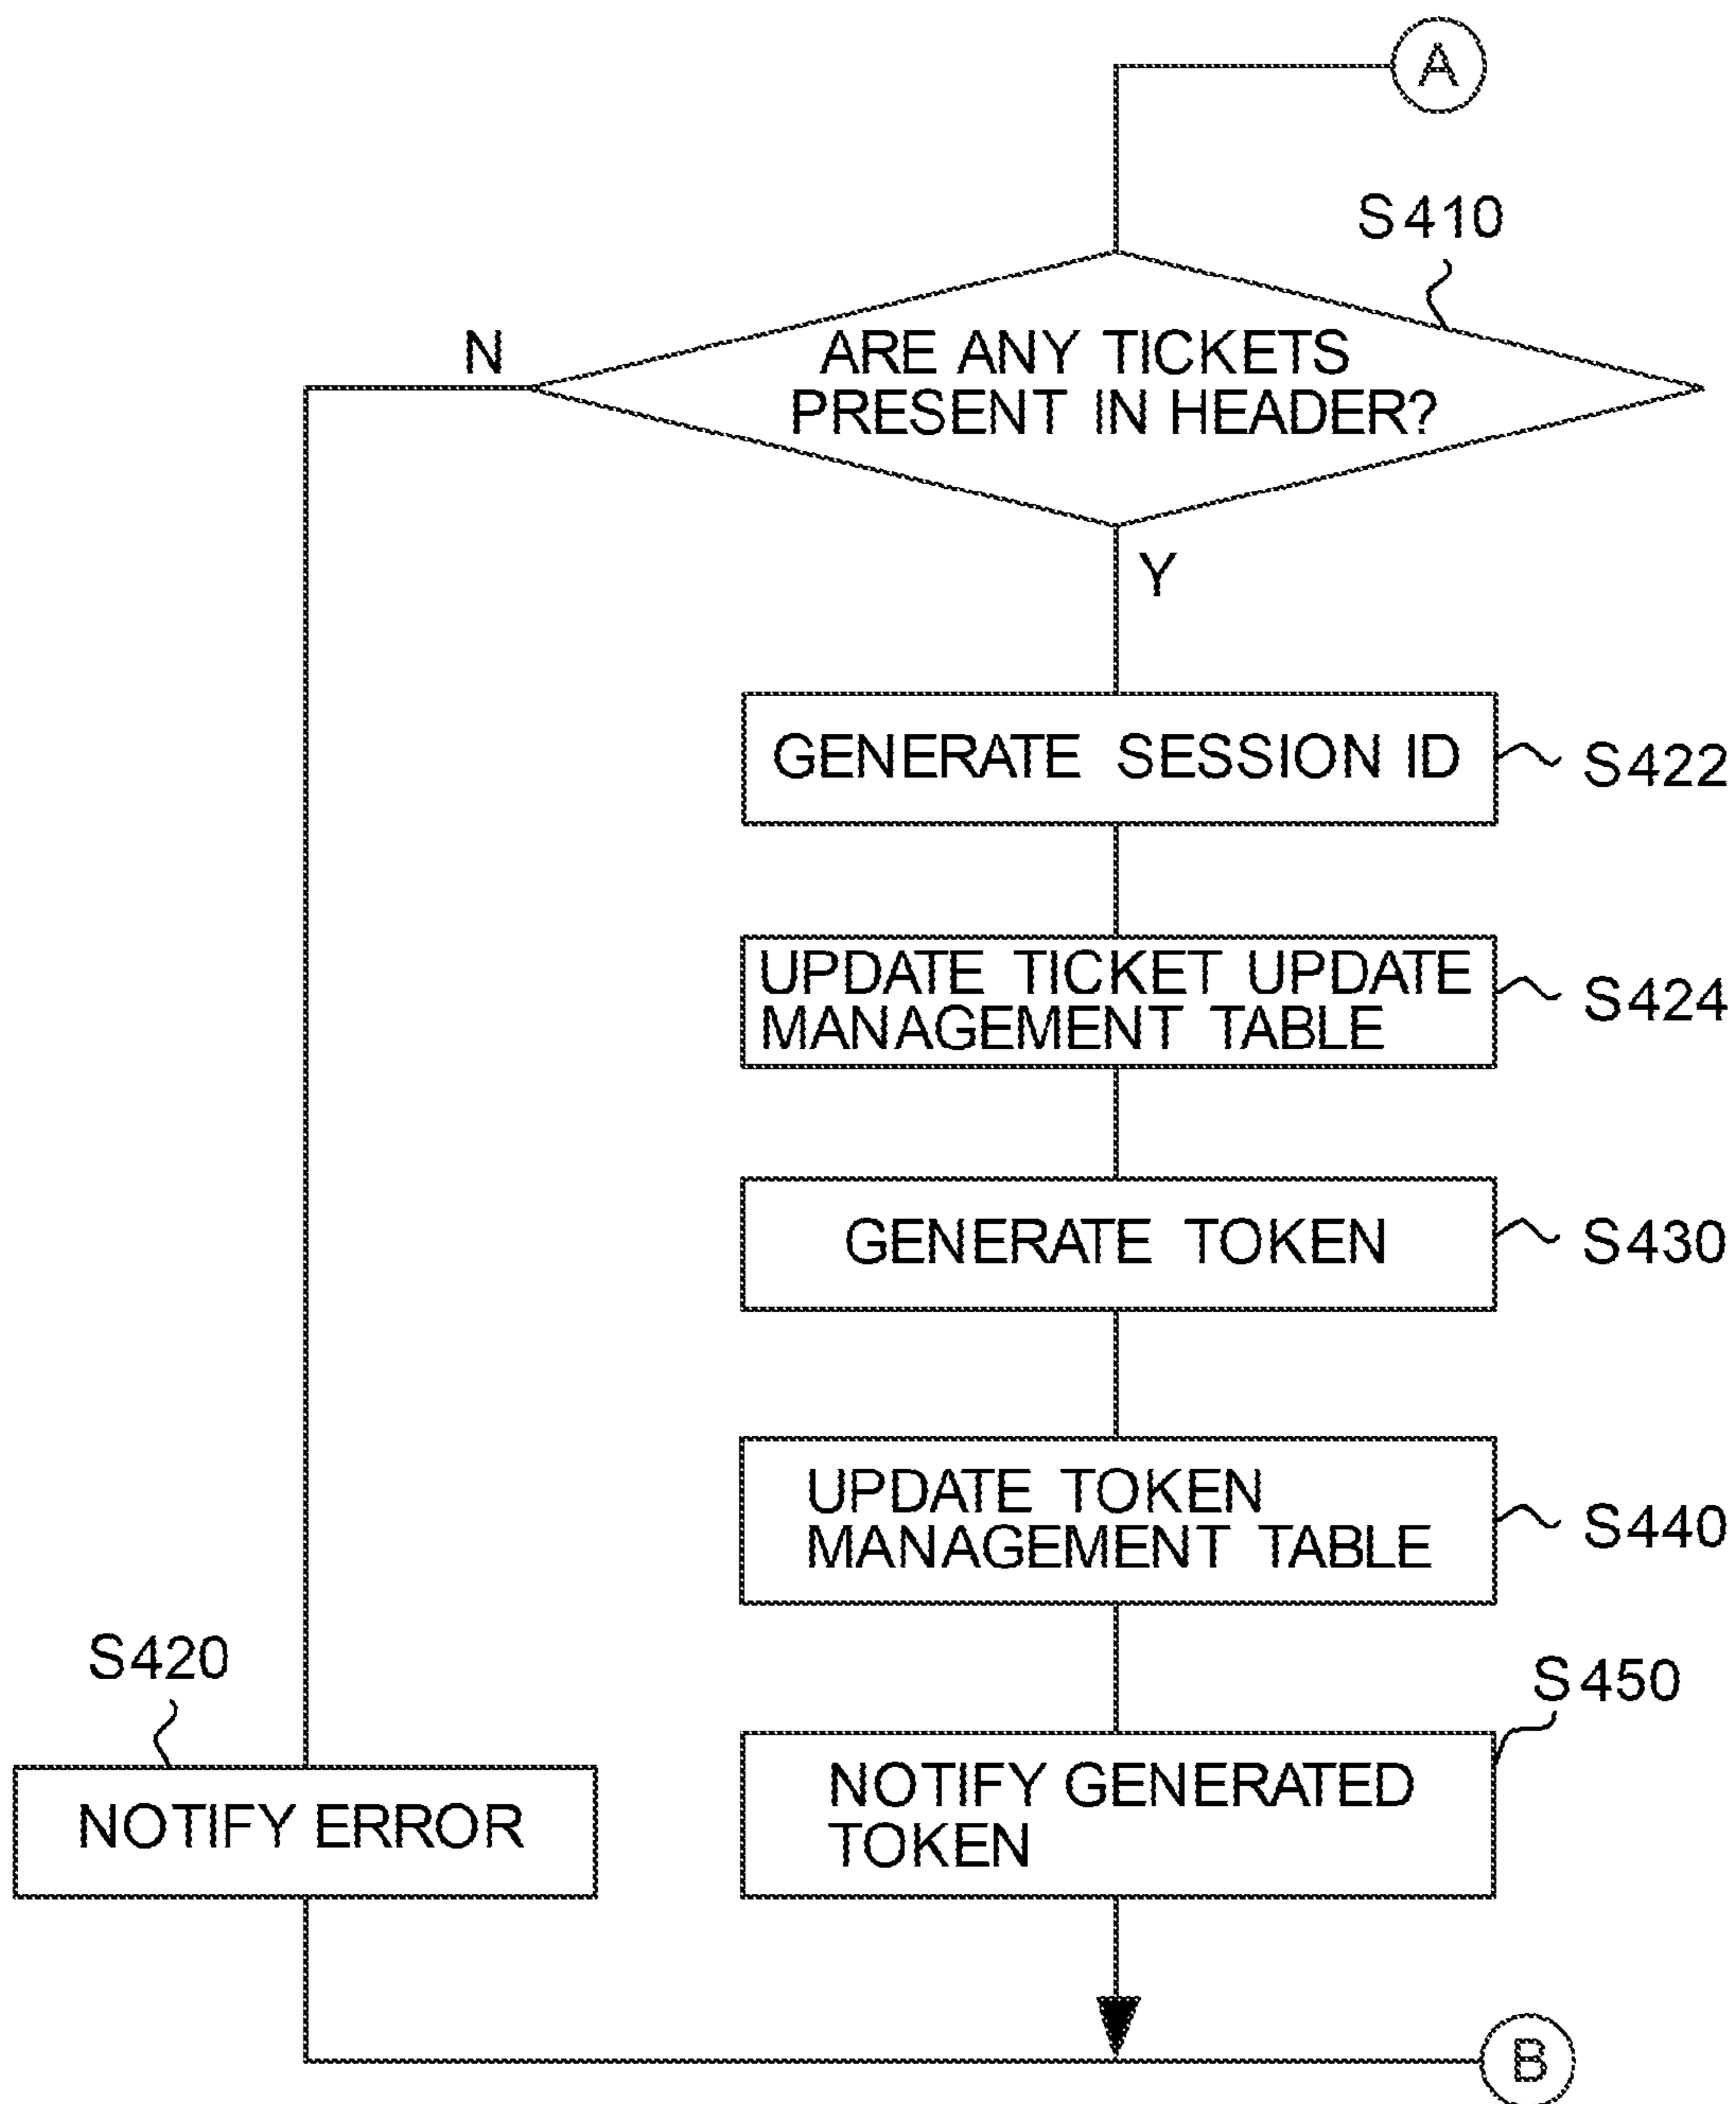 A
S410
N
ARE ANY TICKETS
PRESENT IN HEADER?
Y
GENERATE SESSION ID
S422
UPDATE TICKET UPDATE
MANAGEMENT TABLE
S424
GENERATE TOKEN
S430
UPDATE TOKEN
MANAGEMENT TABLE
S440
S420
NOTIFY ERROR
S450
NOTIFY GENERATED
TOKEN
B